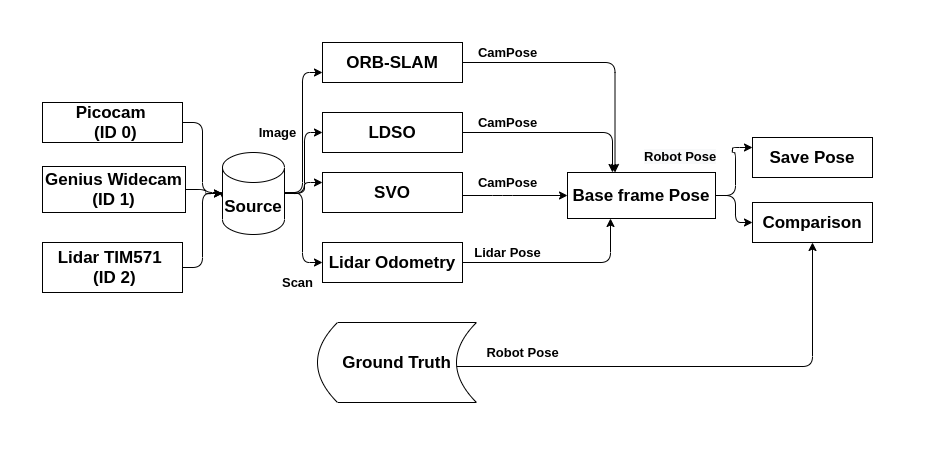 Picocam
(ID 0)
Genius Widecam
(ID 1)
Lidar TIM571
(ID 2)
Source
Image
Scan
ORB-SLAM
LDSO
SVO
Lidar Odometry
CamPose
CamPose
CamPose
Lidar Pose
Base frame Pose
Robot Pose
Save Pose
Comparison
Ground Truth
Robot Pose